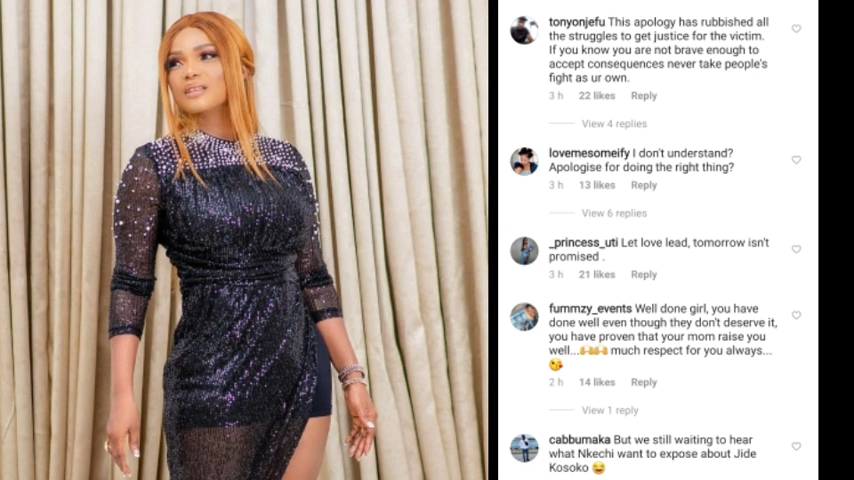 tonyonjefu This apology has rubbished all
the struggles to get justice for the victim.
If you know you are not brave enough to
accept consequences never take people's
fight as ur own.
3 h 22 likes Reply
View 4 replies
lovemesomeify I don't understand?
Apologise for doing the right thing?
3 h 13 likes Reply
View 6 replies
_princess_uti Let love lead, tomorrow isn't
promised .
3 h 21 likes Reply
fummzy_events Well done girl, you have
done well even though they don't deserve it,
you have proven that your mom raise you
well...🙌🙌 much respect for you always...
😘
2 h 14 likes Reply
View 1 reply
cabbumaka But we still waiting to hear
what Nkechi want to expose about Jide
Kosoko 😂